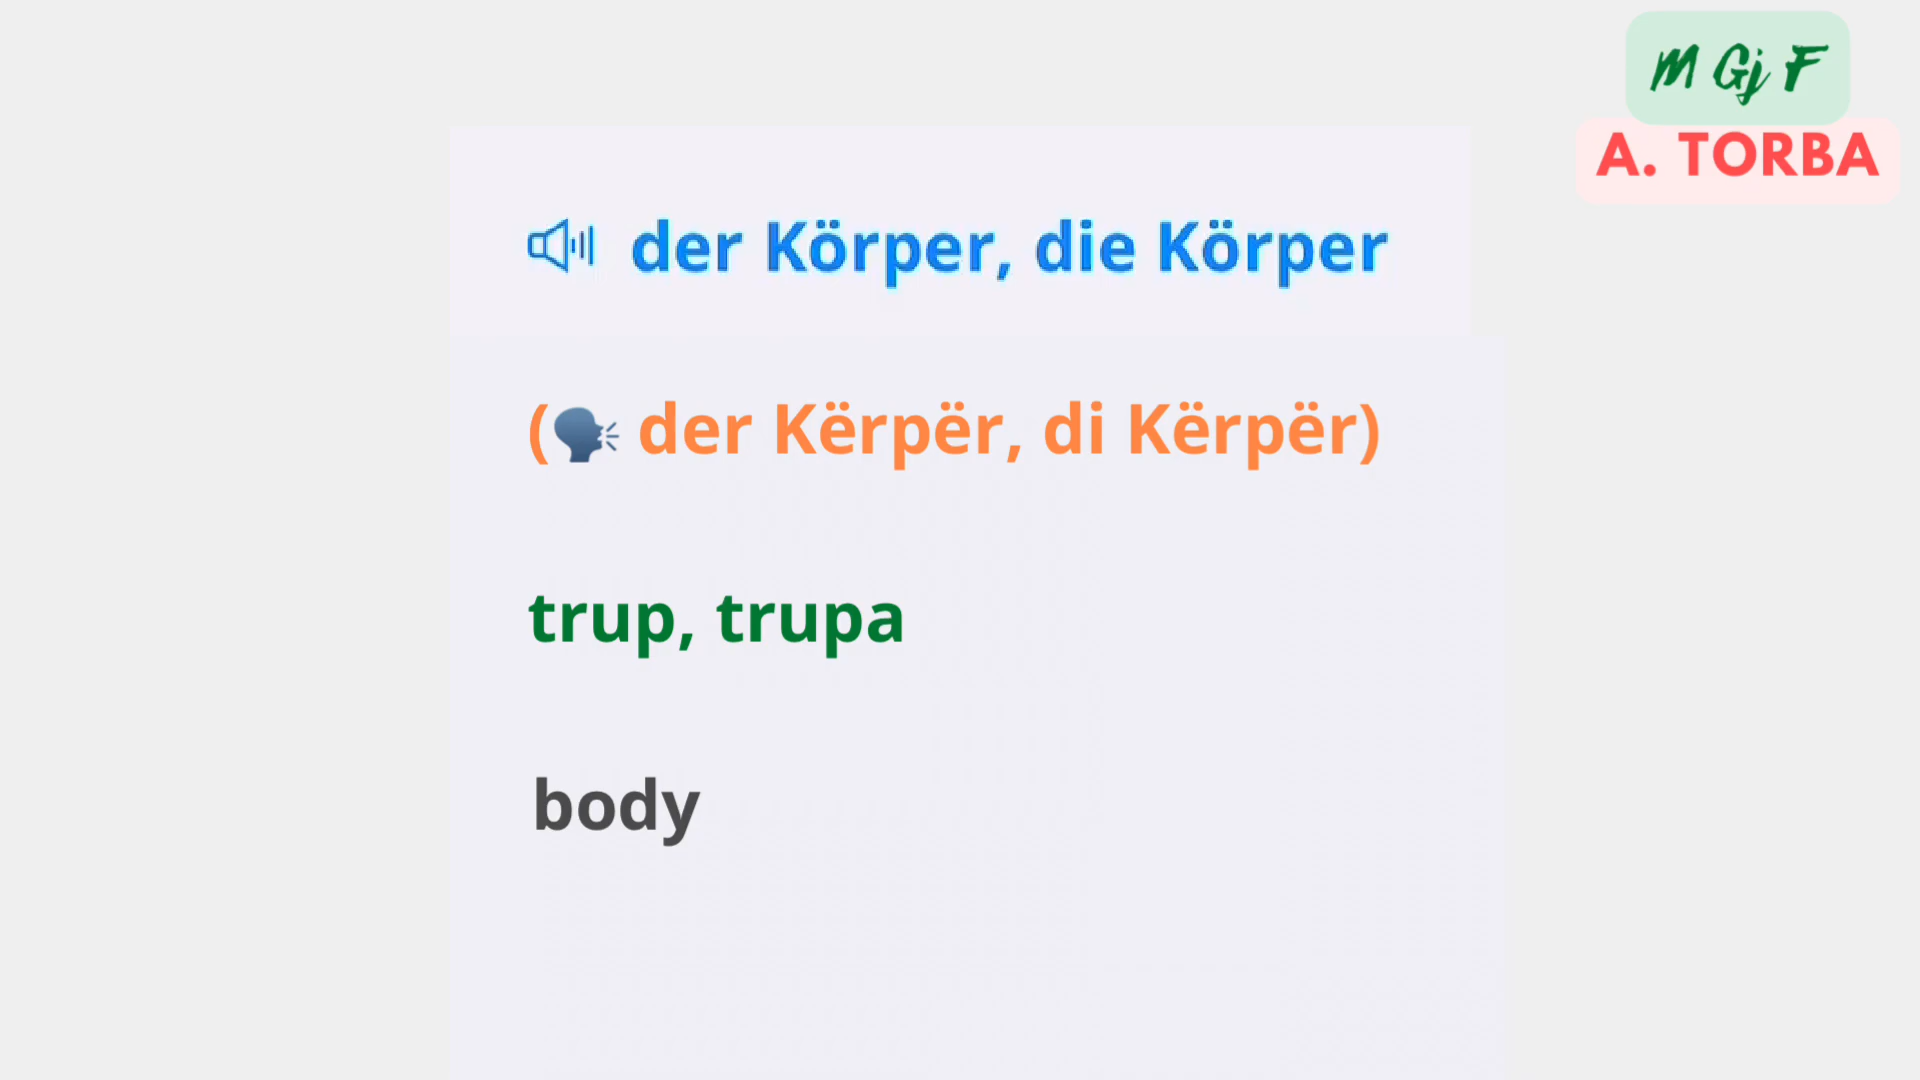 M Gj F
A. TORBA
der Körper, die Körper
(🗣 der Kërpër, di Kërpër)
trup, trupa
body